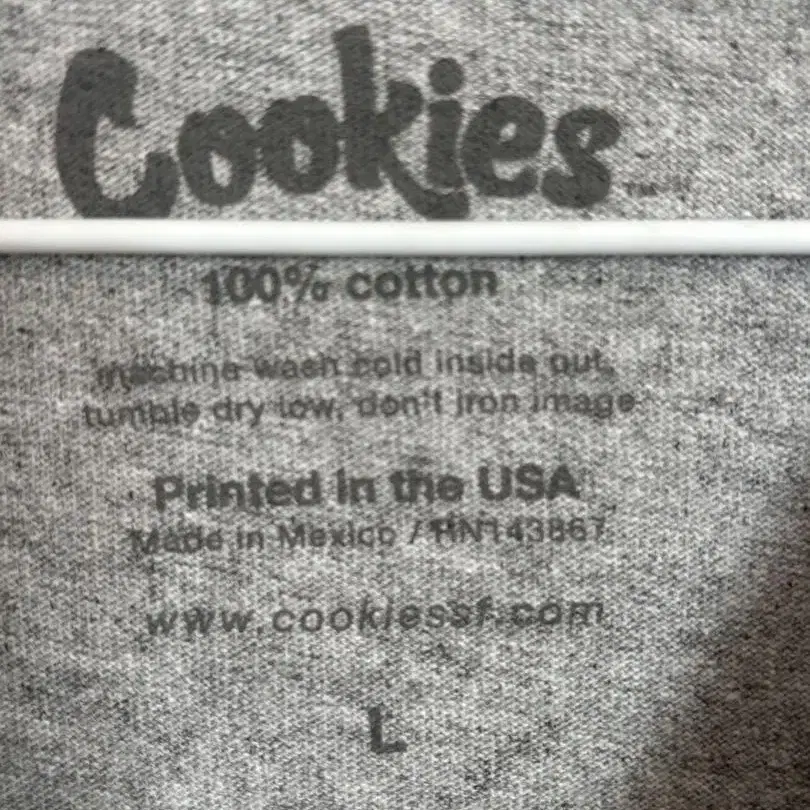 Cookies TM
100% cotton
machine wash cold inside out,
tumble dry low, don't iron image
Printed in the USA
Made in Mexico / RN143867
www.cookiessf.com
L